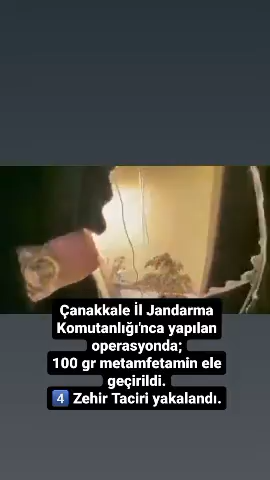 Çanakkale İl Jandarma
Komutanlığı'nca yapılan
operasyonda;
100 gr metamfetamin ele
geçirildi.
4️⃣ Zehir Taciri yakalandı.